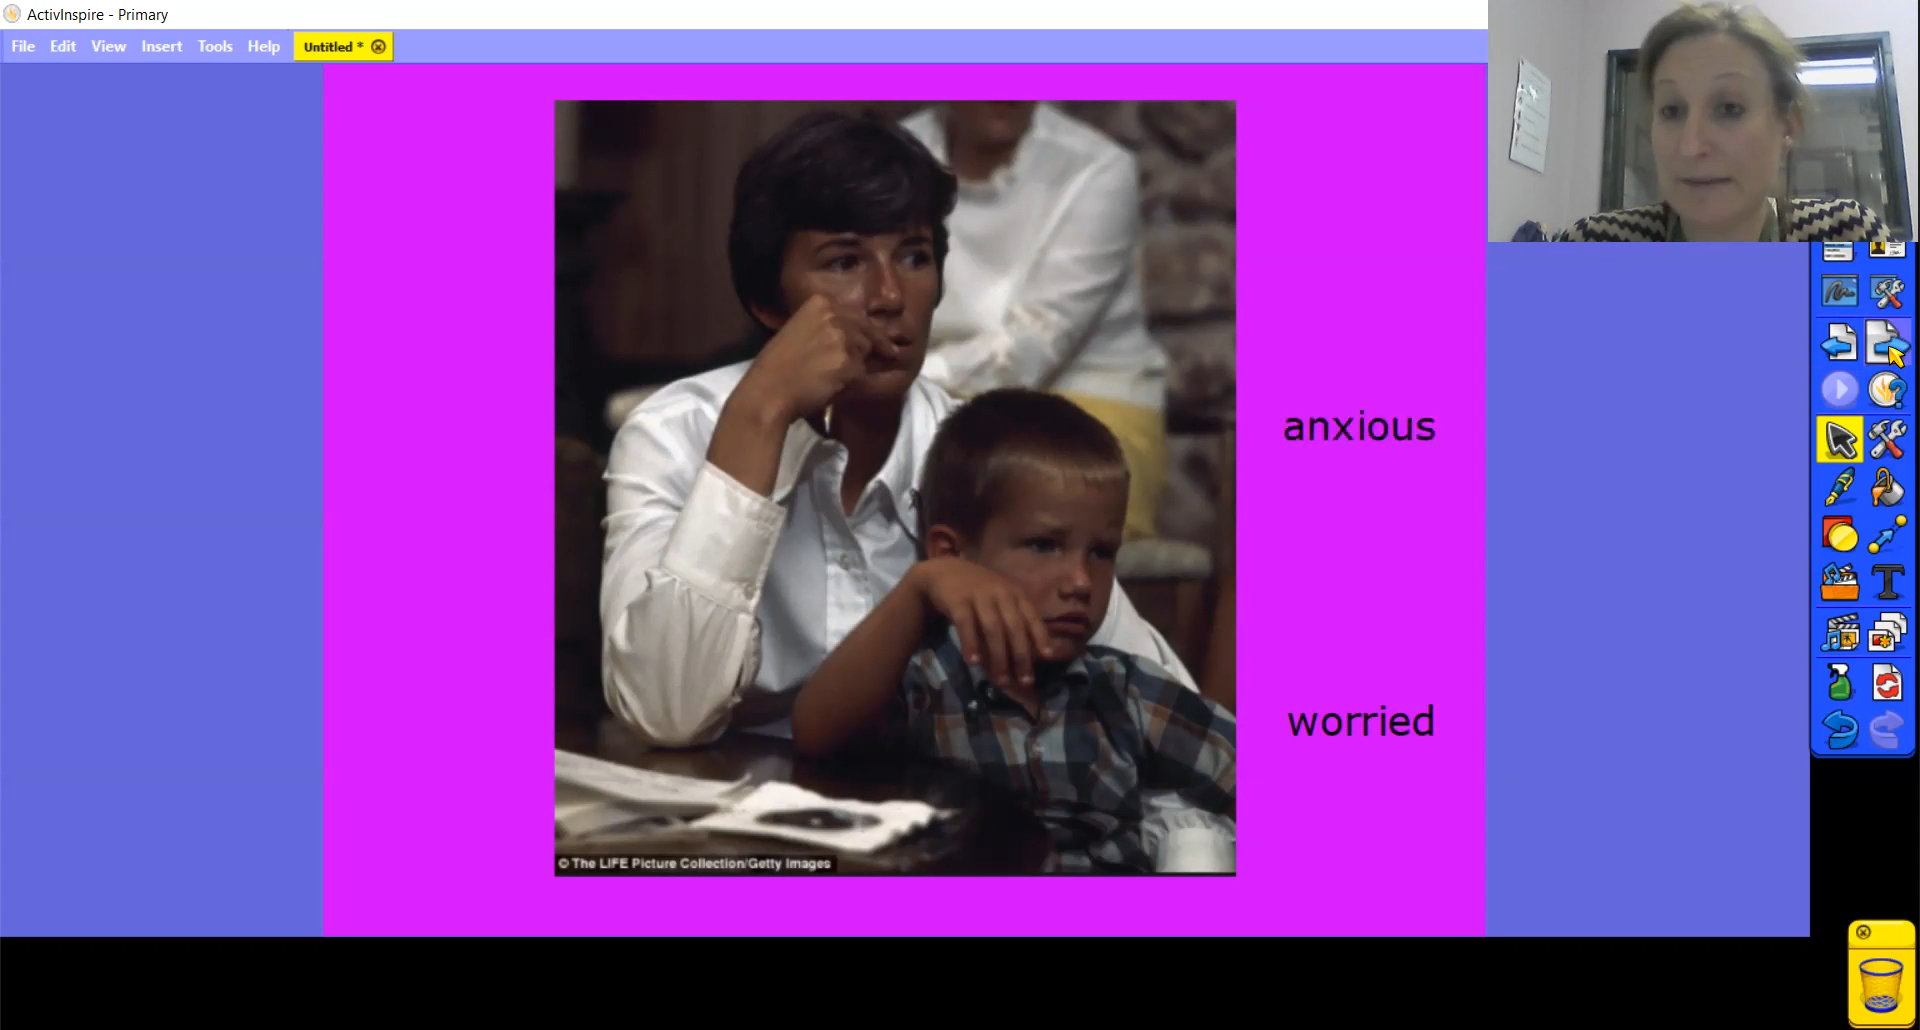 ActivInspire - Primary
File Edit View Insert Tools Help Untitled *
anxious
worried
© The LIFE Picture Collection/Getty Images